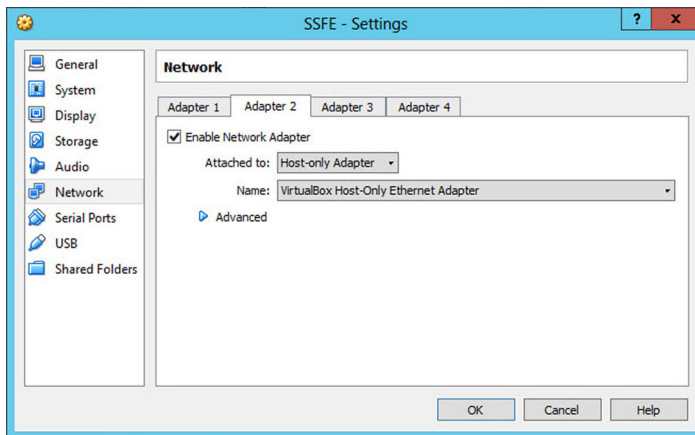 SSFE - Settings
? x
General
System
Display
Storage
Audio
Network
Serial Ports
USB
Shared Folders
Network
Adapter 1 Adapter 2 Adapter 3 Adapter 4
Enable Network Adapter
Attached to: Host-only Adapter
Name: VirtualBox Host-Only Ethernet Adapter
Advanced
OK Cancel Help